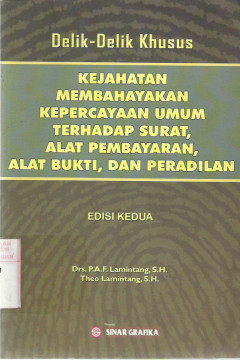 Delik-Delik Khusus
KEJAHATAN
MEMBAHAYAKAN
KEPERCAYAAN UMUM
TERHADAP SURAT,
ALAT PEMBAYARAN,
ALAT BUKTI, DAN PERADILAN
EDISI KEDUA
Drs. P.A.F. Lamintang, S.H.
Theo Lamintang, S.H.
SINAR GRAFIKA